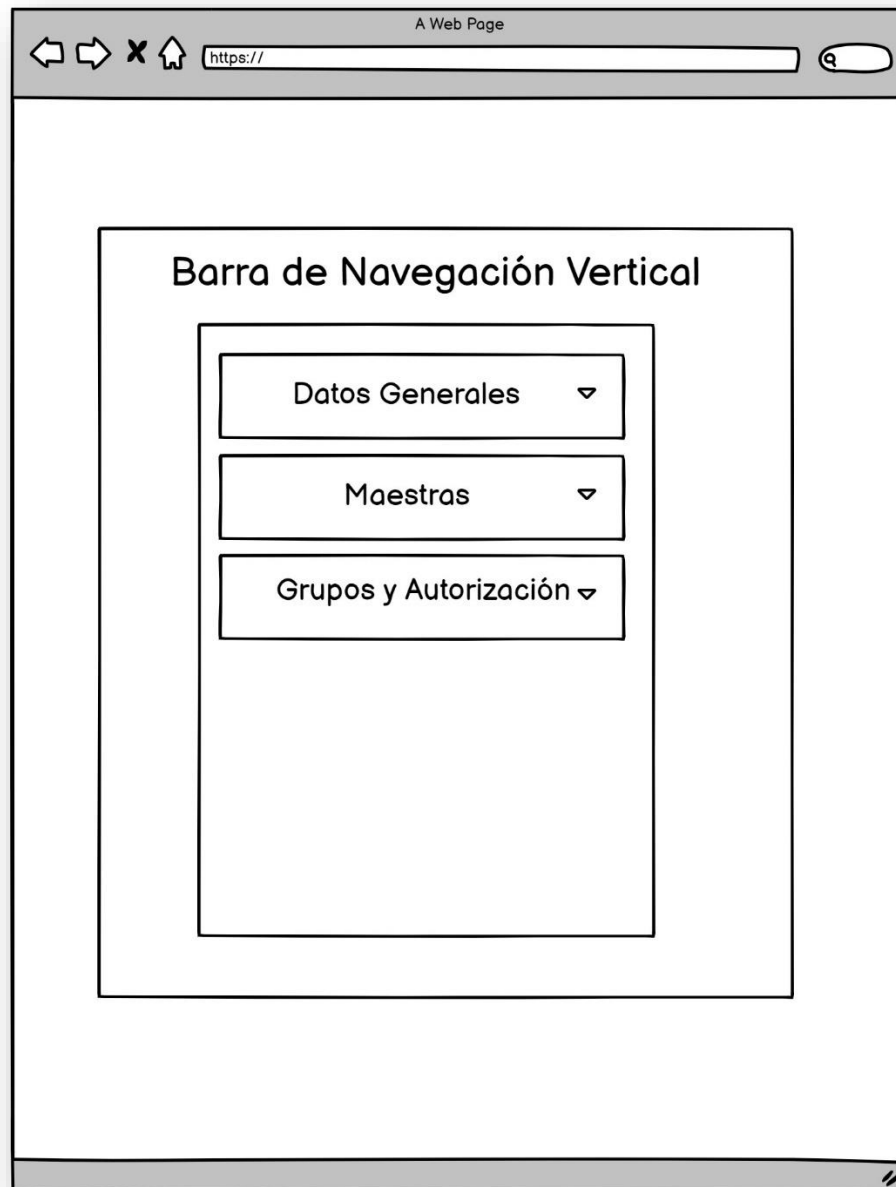 A Web Page
https://
Barra de Navegación Vertical
Datos Generales
Maestras
Grupos y Autorización